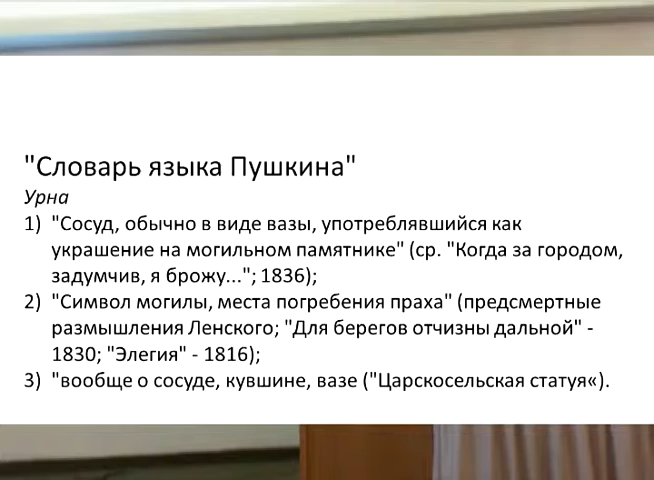 "Словарь языка Пушкина"
Урна
1) "Сосуд, обычно в виде вазы, употреблявшийся как
украшение на могильном памятнике" (ср. "Когда за городом,
задумчив, я брожу..."; 1836);
2) "Символ могилы, места погребения праха" (предсмертные
размышления Ленского; "Для берегов отчизны дальной" -
1830; "Элегия" - 1816);
3) "вообще о сосуде, кувшине, вазе ("Царскосельская статуя«).